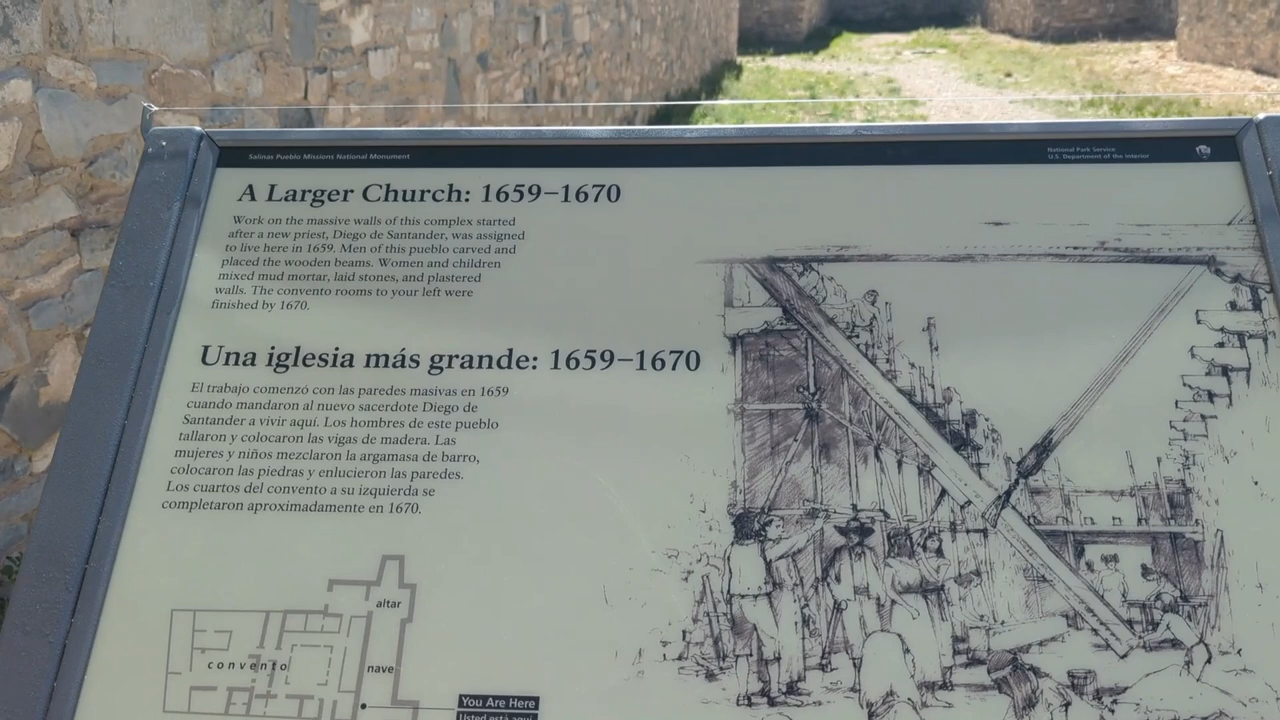 Salinas Pueblo Missions National Monument
National Park Service
U.S. Department of the Interior
A Larger Church: 1659–1670
Work on the massive walls of this complex started
after a new priest, Diego de Santander, was assigned
to live here in 1659. Men of this pueblo carved and
placed the wooden beams. Women and children
mixed mud mortar, laid stones, and plastered
walls. The convento rooms to your left were
finished by 1670.
Una iglesia más grande: 1659–1670
El trabajo comenzó con las paredes masivas en 1659
cuando mandaron al nuevo sacerdote Diego de
Santander a vivir aquí. Los hombres de este pueblo
tallaron y colocaron las vigas de madera. Las
mujeres y niños mezclaron la argamasa de barro,
colocaron las piedras y enlucieron las paredes.
Los cuartos del convento a su izquierda se
completaron aproximadamente en 1670.
altar
convento
nave
You Are Here
Usted está aquí